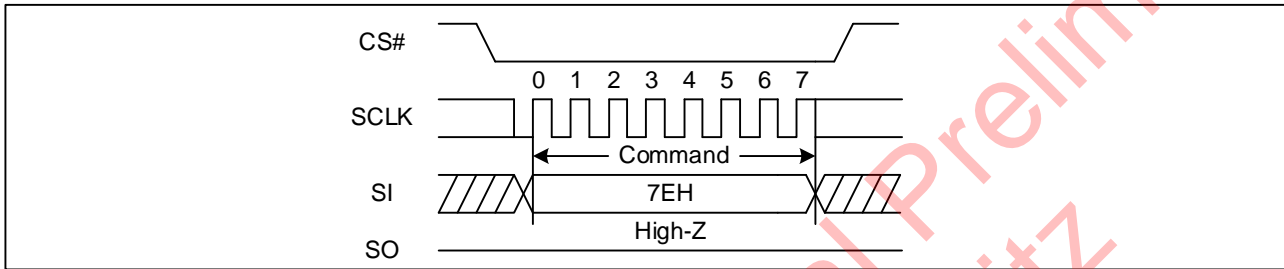 CS#
0 1 2 3 4 5 6 7
SCLK
Command
SI 7EH
High-Z
SO